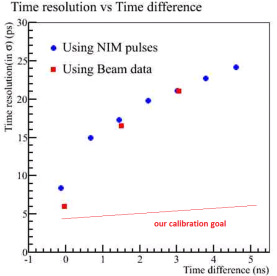 Time resolution vs Time difference
Time resolution(in σ) (ps)
30
25
20
15
10
5
0
Using NIM pulses
Using Beam data
our calibration goal
-1 0 1 2 3 4 5
Time difference (ns)